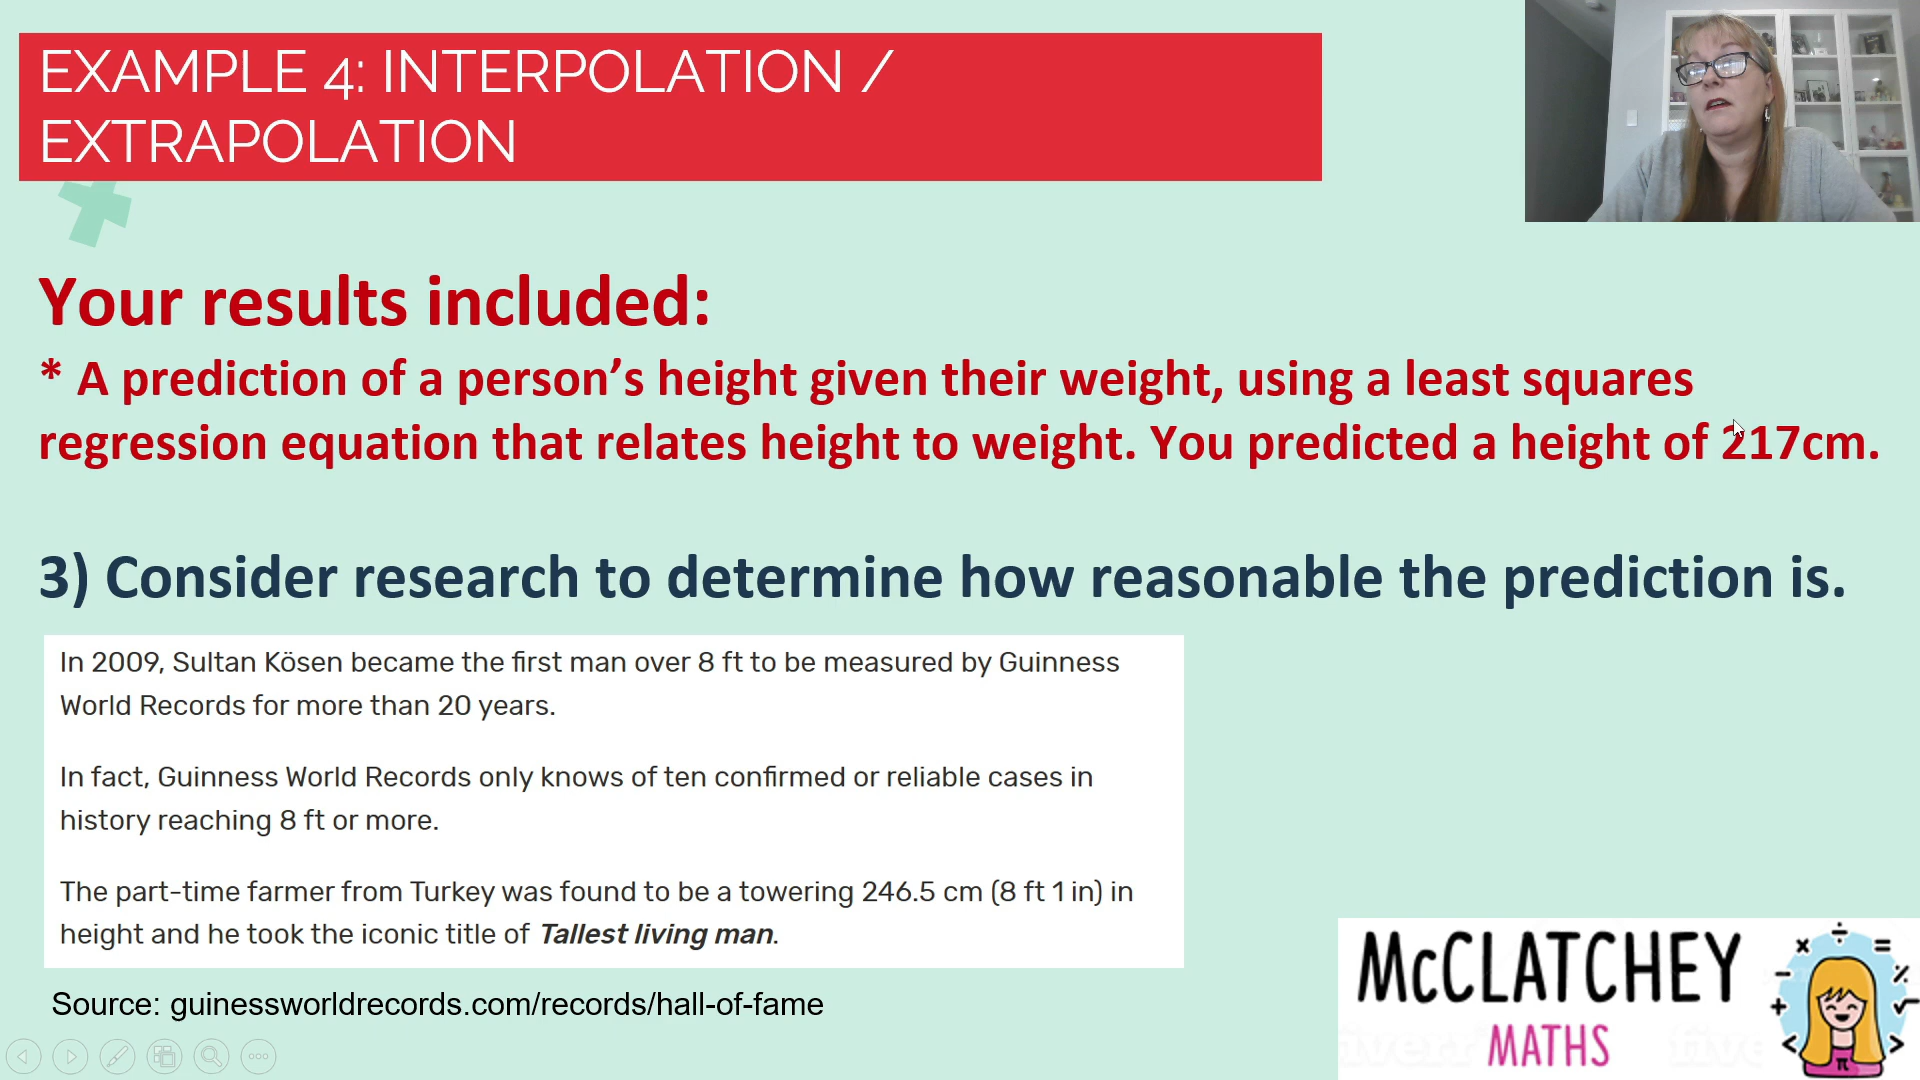 EXAMPLE 4: INTERPOLATION /
EXTRAPOLATION
Your results included:
* A prediction of a person’s height given their weight, using a least squares
regression equation that relates height to weight. You predicted a height of 217cm.
3) Consider research to determine how reasonable the prediction is.
In 2009, Sultan Kösen became the first man over 8 ft to be measured by Guinness
World Records for more than 20 years.
In fact, Guinness World Records only knows of ten confirmed or reliable cases in
history reaching 8 ft or more.
The part-time farmer from Turkey was found to be a towering 246.5 cm (8 ft 1 in) in
height and he took the iconic title of Tallest living man.
Source: guinessworldrecords.com/records/hall-of-fame
McCLATCHEY
MATHS